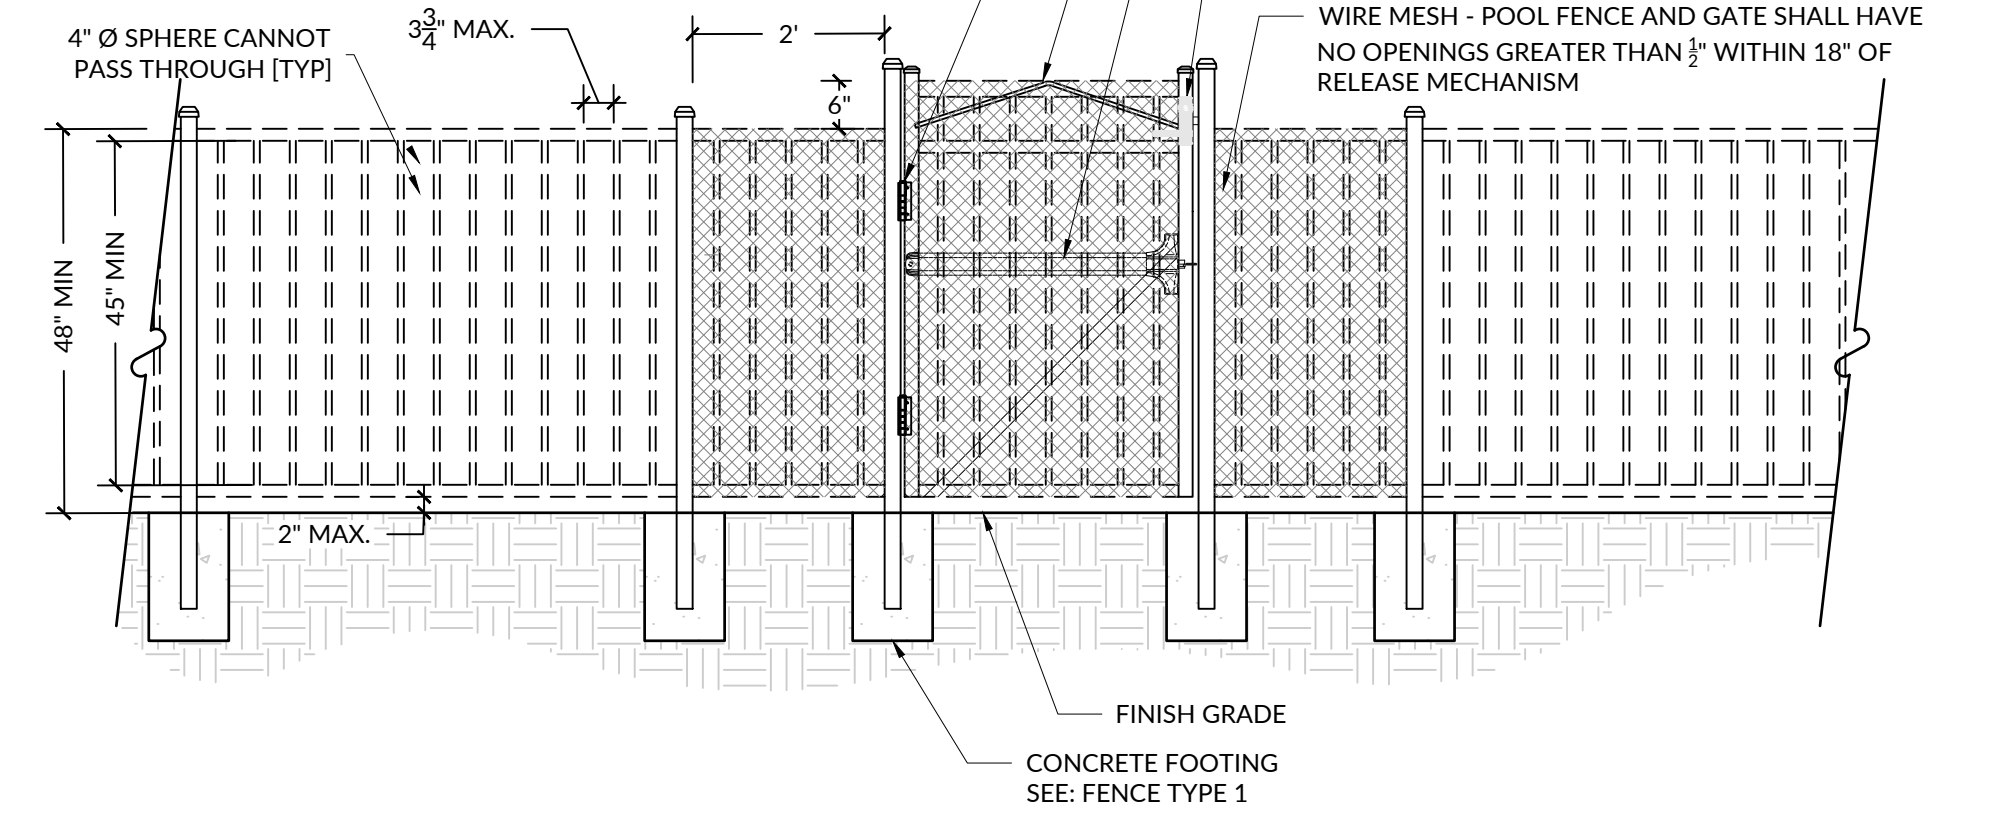 4" Ø SPHERE CANNOT
PASS THROUGH [TYP]
3 3/4" MAX.
2'
6"
WIRE MESH - POOL FENCE AND GATE SHALL HAVE
NO OPENINGS GREATER THAN 1/2" WITHIN 18" OF
RELEASE MECHANISM
48" MIN
45" MIN
2" MAX.
FINISH GRADE
CONCRETE FOOTING
SEE: FENCE TYPE 1